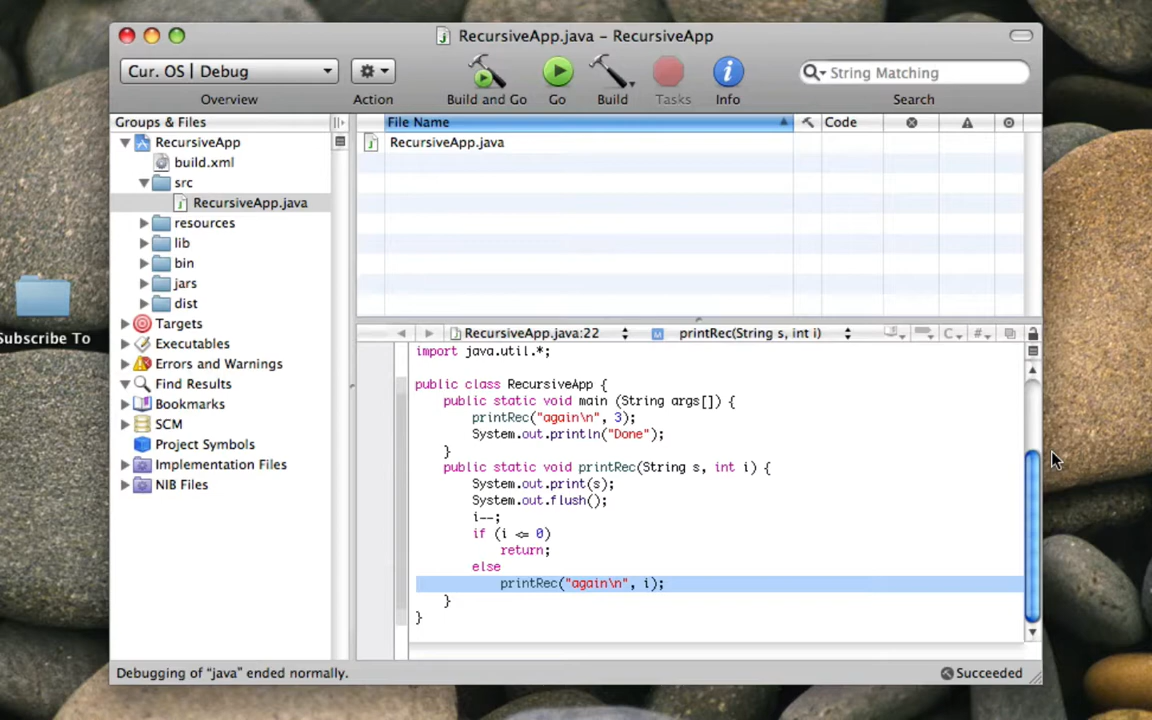 RecursiveApp.java – RecursiveApp
Cur. OS | Debug
String Matching
Overview
Action
Build and Go
Go
Build
Tasks
Info
Search
Groups & Files
File Name
Code
RecursiveApp
build.xml
src
RecursiveApp.java
resources
lib
bin
jars
dist
Targets
Executables
Errors and Warnings
Find Results
Bookmarks
SCM
Project Symbols
Implementation Files
NIB Files
RecursiveApp.java
RecursiveApp.java:22
printRec(String s, int i)
C
#
import java.util.*;
public class RecursiveApp {
public static void main (String args[]) {
printRec("again\n", 3);
System.out.println("Done");
}
public static void printRec(String s, int i) {
System.out.print(s);
System.out.flush();
i--;
if (i <= 0)
return;
else
printRec("again\n", i);
}
}
Subscribe To
Debugging of “java” ended normally.
Succeeded